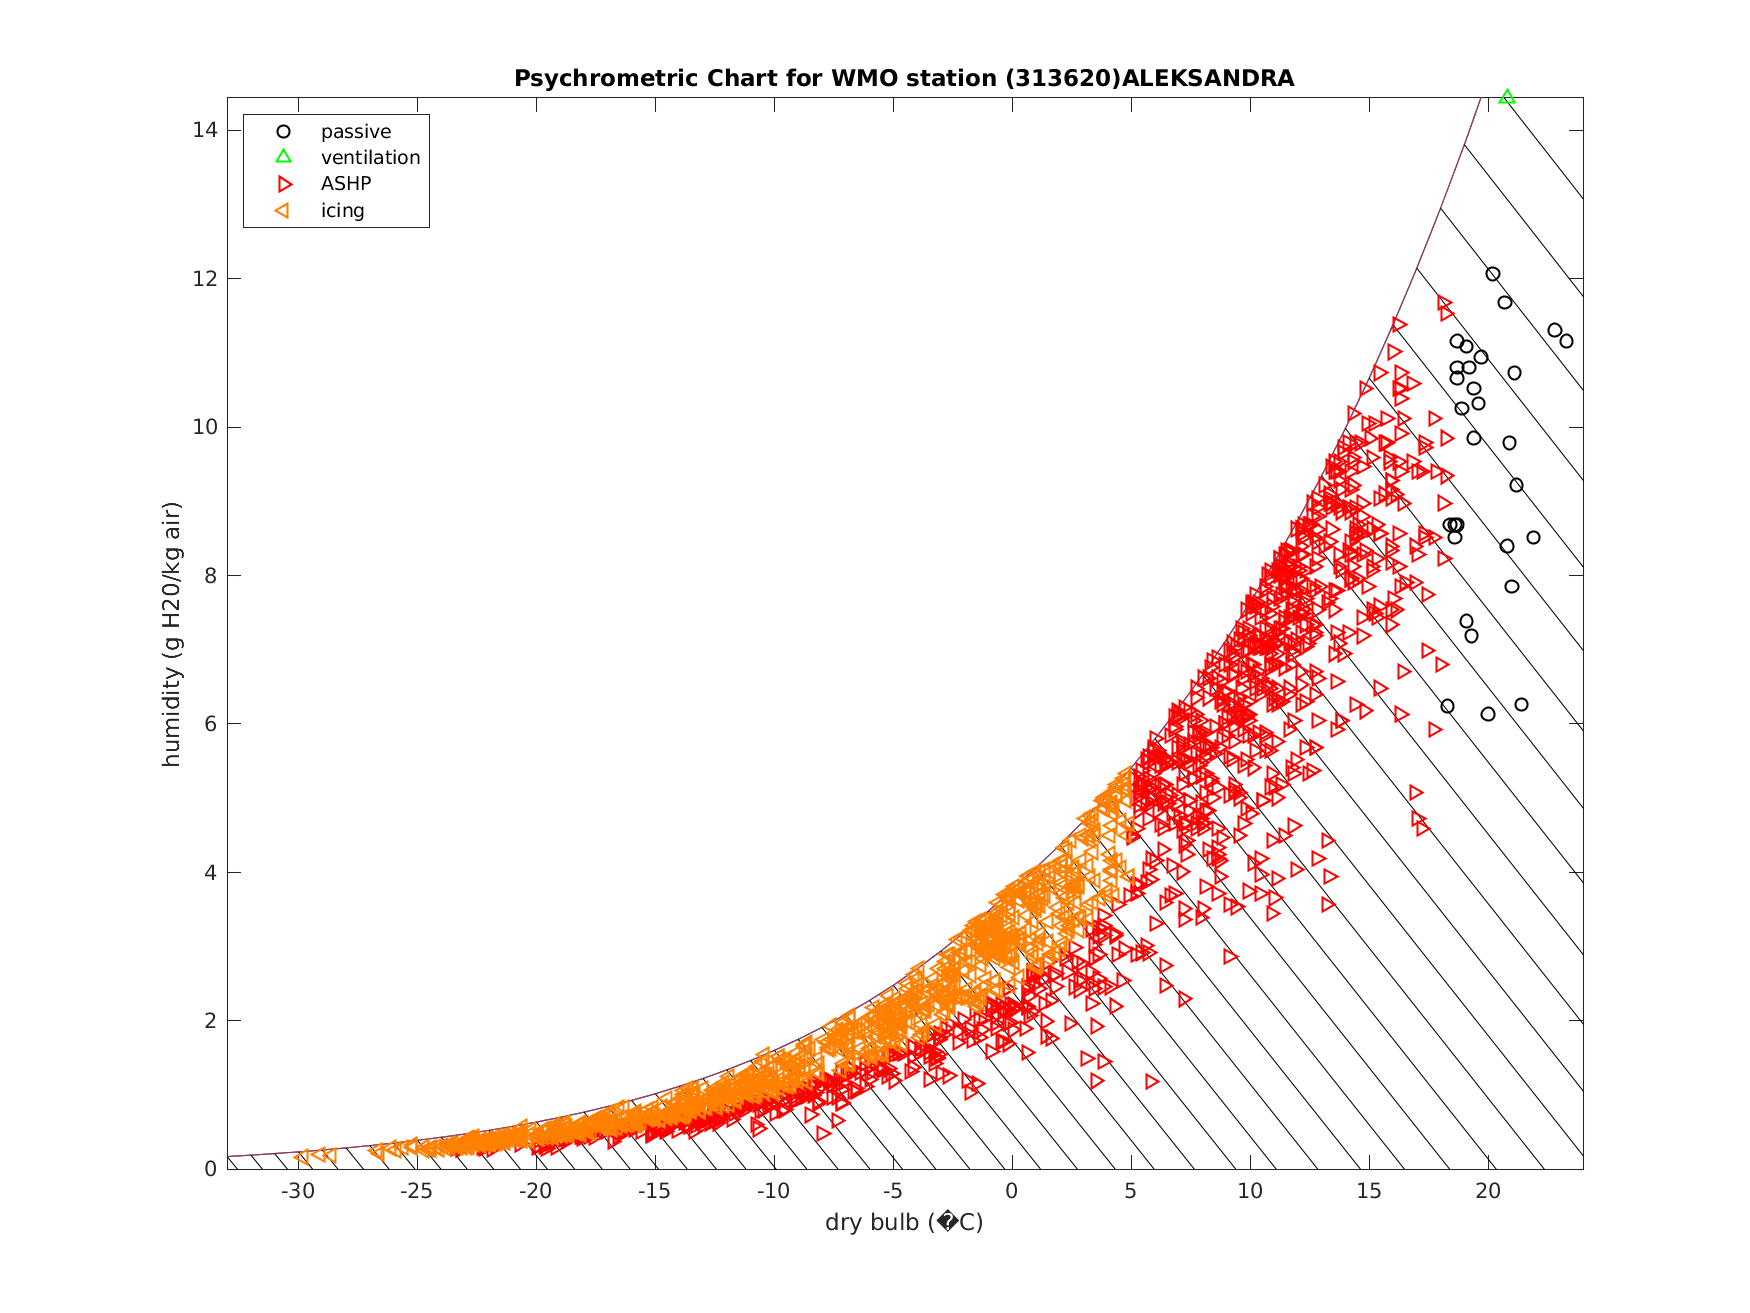 Psychrometric Chart for WMO station (313620)ALEKSANDRA
passive
ventilation
ASHP
icing
humidity (g H20/kg air)
14
12
10
8
6
4
2
0
-30 -25 -20 -15 -10 -5 0 5 10 15 20
dry bulb (�C)